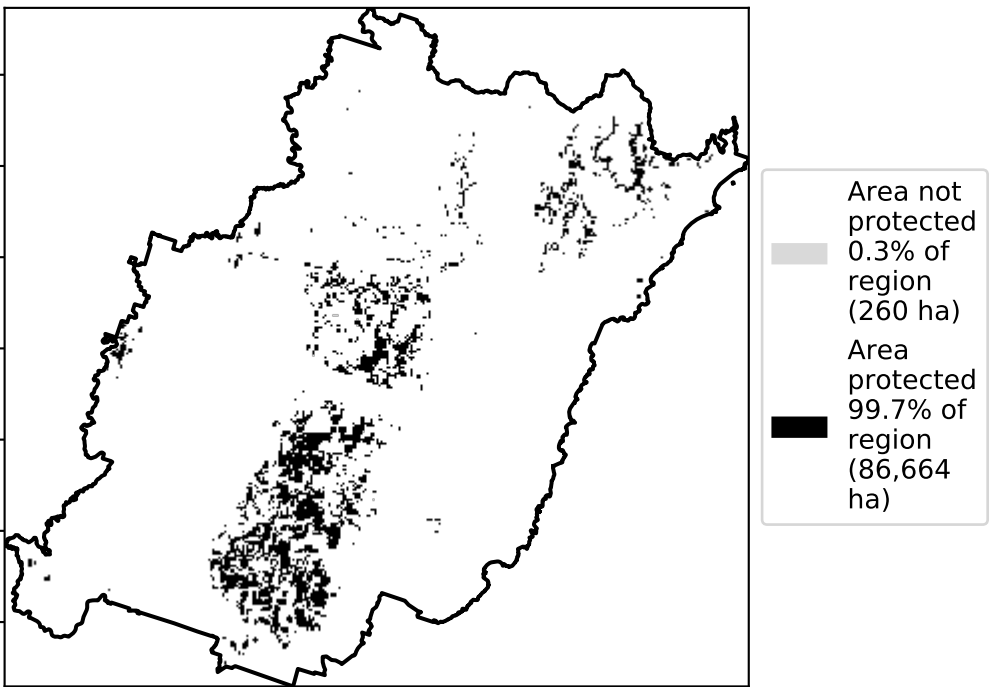 Area not
protected
0.3% of
region
(260 ha)
Area
protected
99.7% of
region
(86,664
ha)